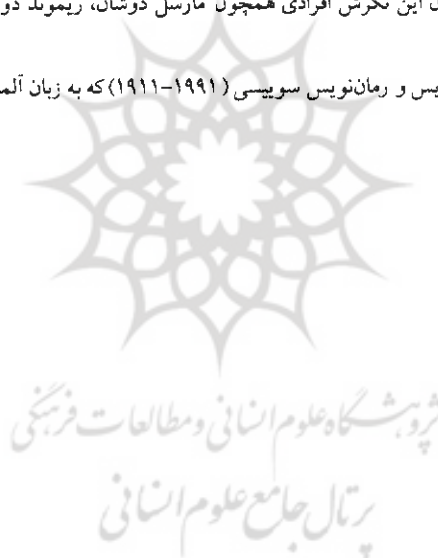 این نگرش افرادی همچون مارسل دوشان، ریموند دو
یس و رمان‌نویس سوییسی (۱۹۹۱-۱۹۱۱) که به زبان آلما
پژوهشگاه علوم انسانی و مطالعات فرهنگی
پرتال جامع علوم انسانی